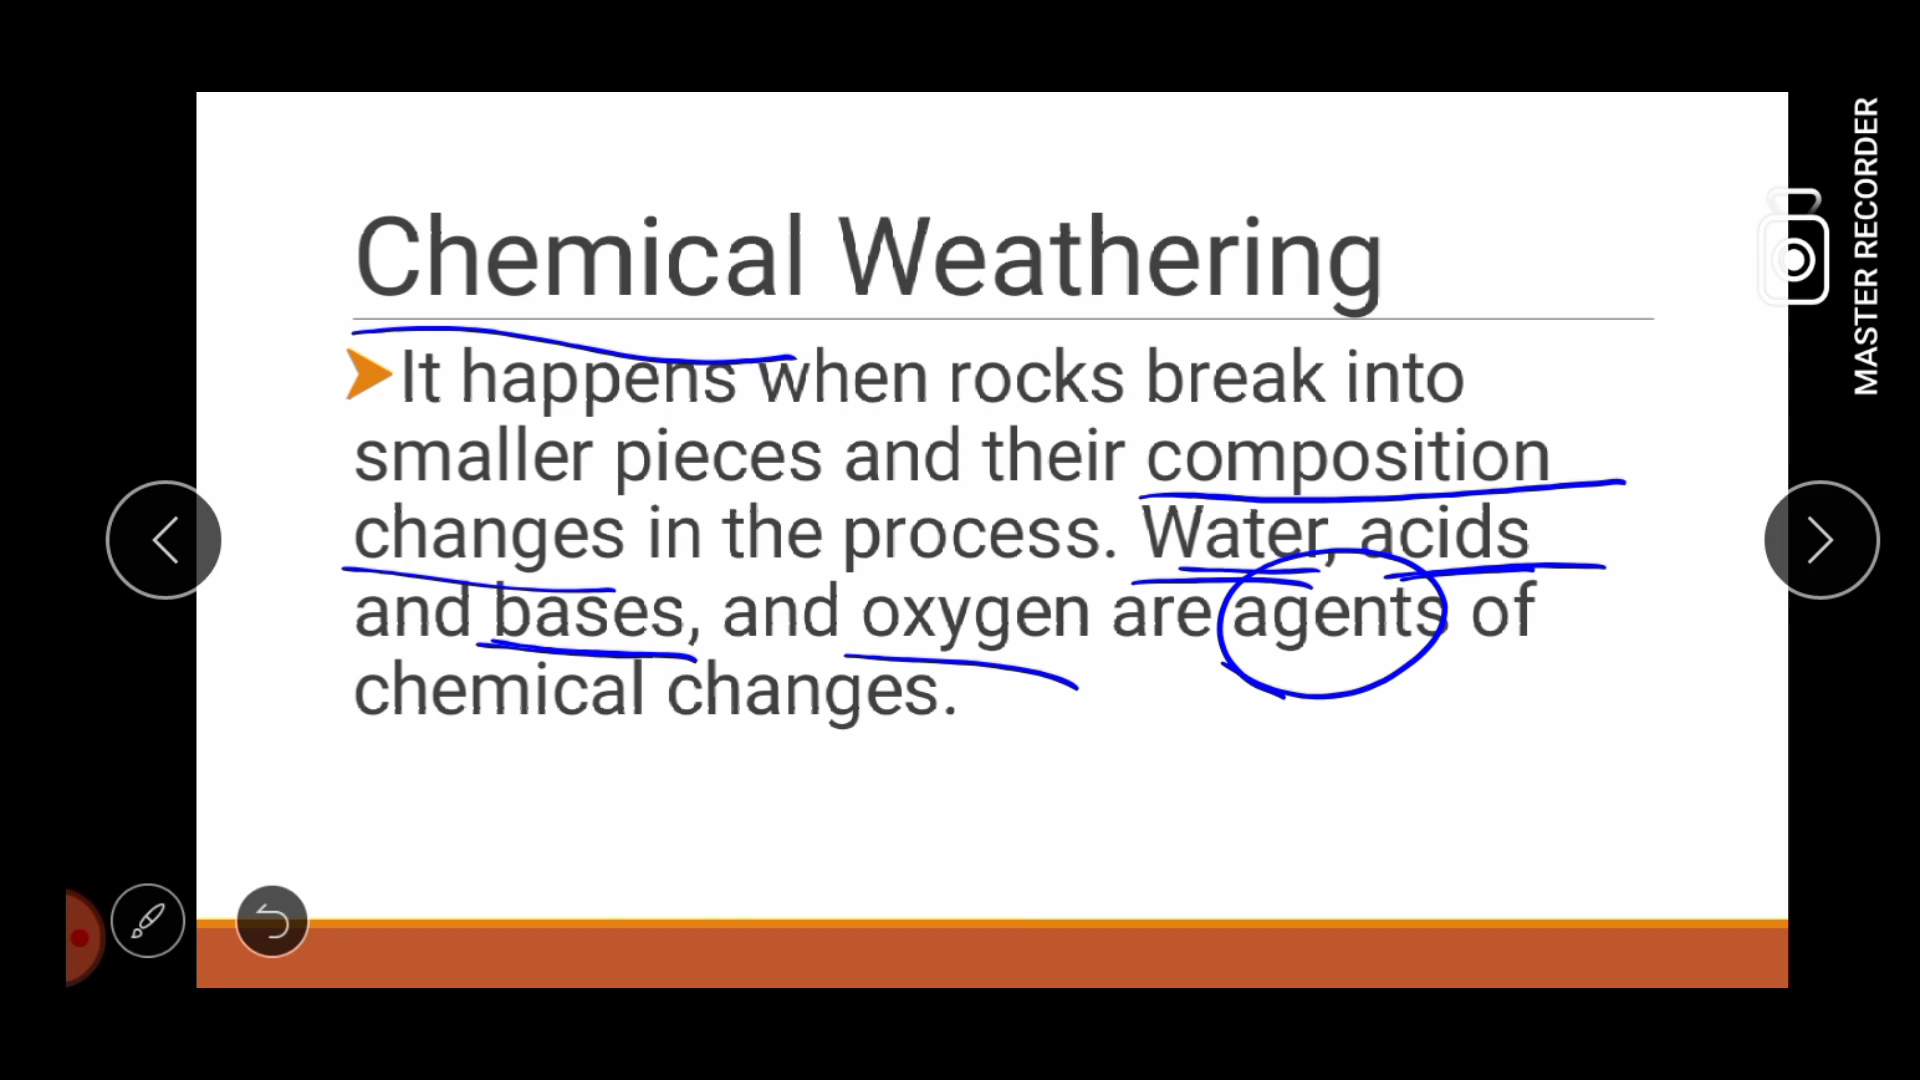 Chemical Weathering
It happens when rocks break into
smaller pieces and their composition
changes in the process. Water, acids
and bases, and oxygen are agents of
chemical changes.
MASTER RECORDER